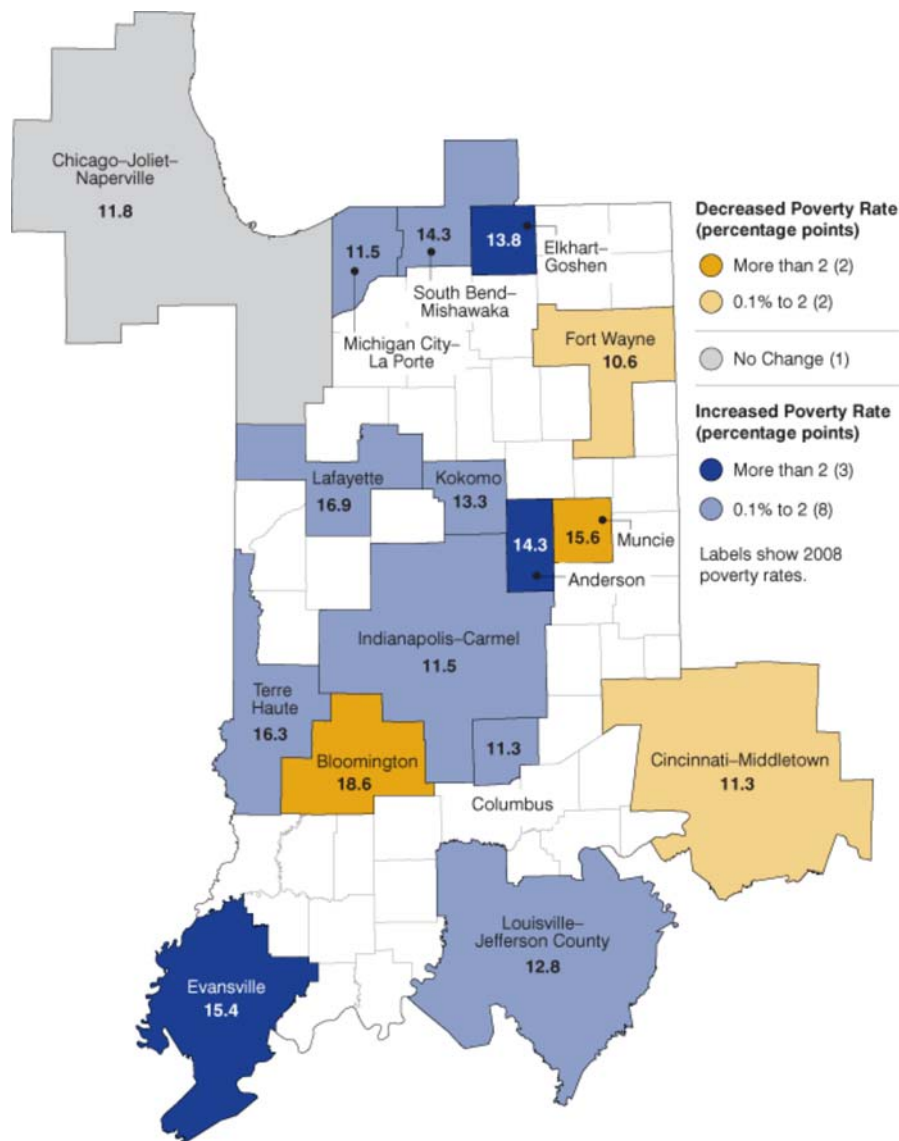 Chicago–Joliet–
Naperville
11.8
11.5
14.3
13.8
Elkhart–
Goshen
South Bend–
Mishawaka
Michigan City–
La Porte
Fort Wayne
10.6
Lafayette
16.9
Kokomo
13.3
14.3
15.6
Muncie
Anderson
Indianapolis–Carmel
11.5
Terre
Haute
16.3
Bloomington
18.6
11.3
Columbus
Cincinnati–Middletown
11.3
Louisville–
Jefferson County
12.8
Evansville
15.4
Decreased Poverty Rate
(percentage points)
More than 2 (2)
0.1% to 2 (2)
No Change (1)
Increased Poverty Rate
(percentage points)
More than 2 (3)
0.1% to 2 (8)
Labels show 2008
poverty rates.